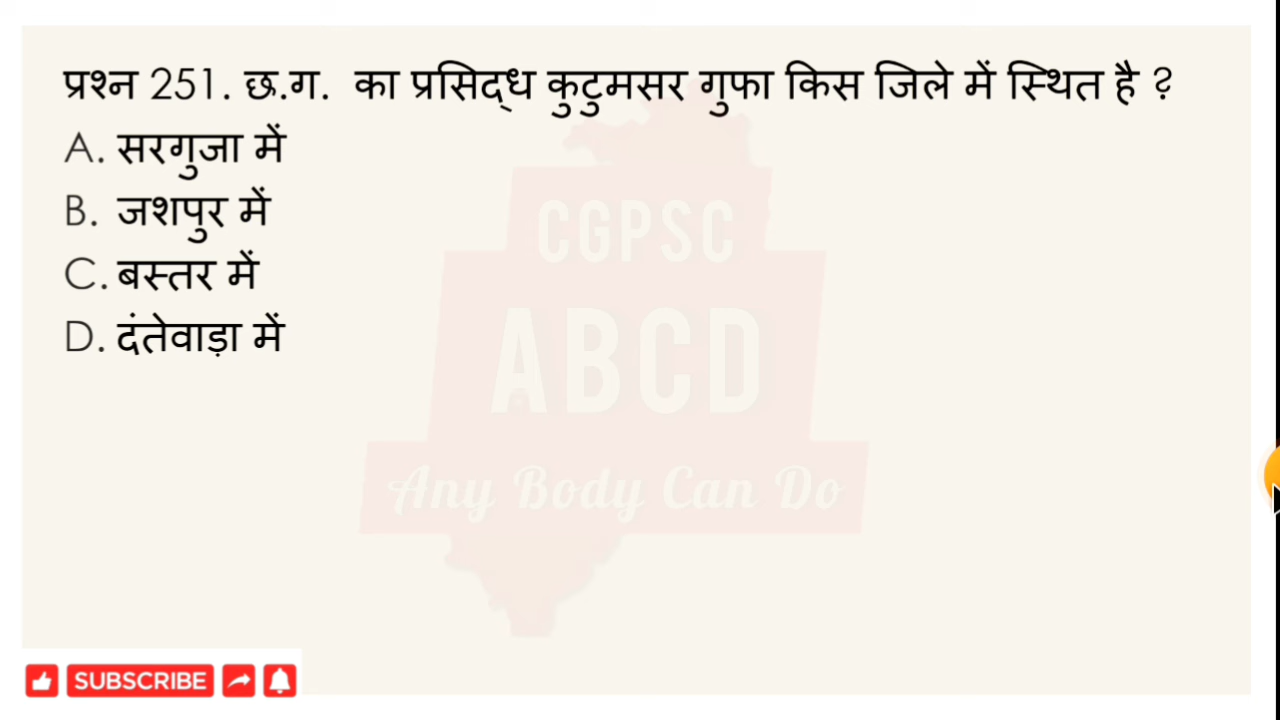 प्रश्न 251. छ.ग. का प्रसिद्ध कुटुमसर गुफा किस जिले में स्थित है ?
A. सरगुजा में
B. जशपुर में
C. बस्तर में
D. दंतेवाड़ा में
CGPSC
ABCD
Any Body Can Do
SUBSCRIBE